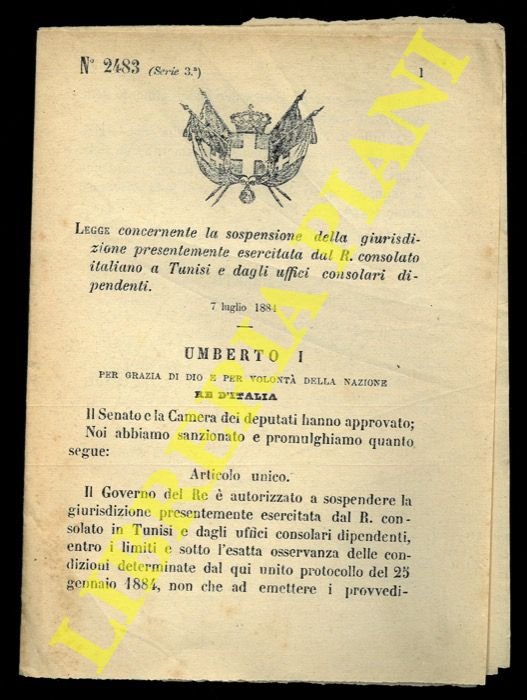 N° 2483 (Serie 3.ª) 1
LEGGE concernente la sospensione della giurisdi-
zione presentemente esercitata dal R. consolato
italiano a Tunisi e dagli uffici consolari di-
pendenti.
7 luglio 1884
UMBERTO I
PER GRAZIA DI DIO E PER VOLONTÀ DELLA NAZIONE
RE D'ITALIA
Il Senato e la Camera dei deputati hanno approvato;
Noi abbiamo sanzionato e promulghiamo quanto
segue:
Articolo unico.
Il Governo del Re è autorizzato a sospendere la
giurisdizione presentemente esercitata dal R. con-
solato in Tunisi e dagli uffici consolari dipendenti,
entro i limiti e sotto l'esatta osservanza delle con-
dizioni determinate dal qui unito protocollo del 25
gennaio 1884, non che ad emettere i provvedi-
LIBRERIA PIANI